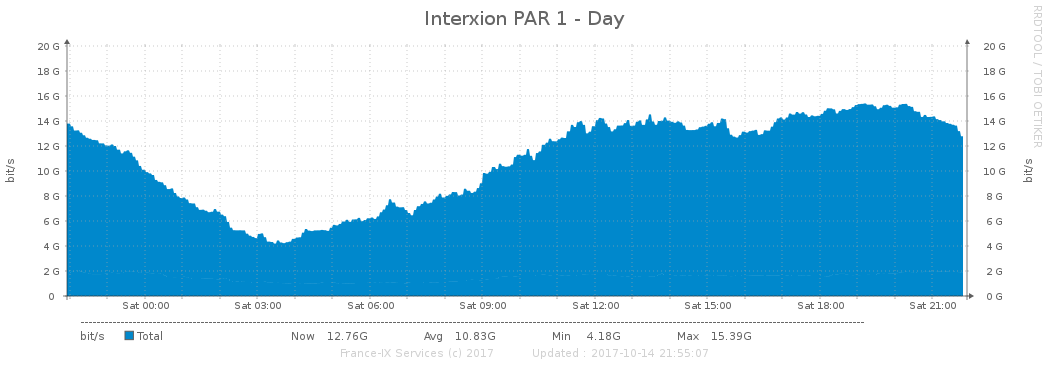 Interxion PAR 1 - Day
RRDTOOL / TOBI OETIKER
20 G 20 G
18 G 18 G
16 G 16 G
14 G 14 G
12 G 12 G
10 G 10 G
8 G 8 G
6 G 6 G
4 G 4 G
2 G 2 G
0 0 G
bit/s bit/s
Sat 00:00 Sat 03:00 Sat 06:00 Sat 09:00 Sat 12:00 Sat 15:00 Sat 18:00 Sat 21:00
bit/s Total Now 12.76G Avg 10.83G Min 4.18G Max 15.39G
France-IX Services (c) 2017 Updated : 2017-10-14 21:55:07